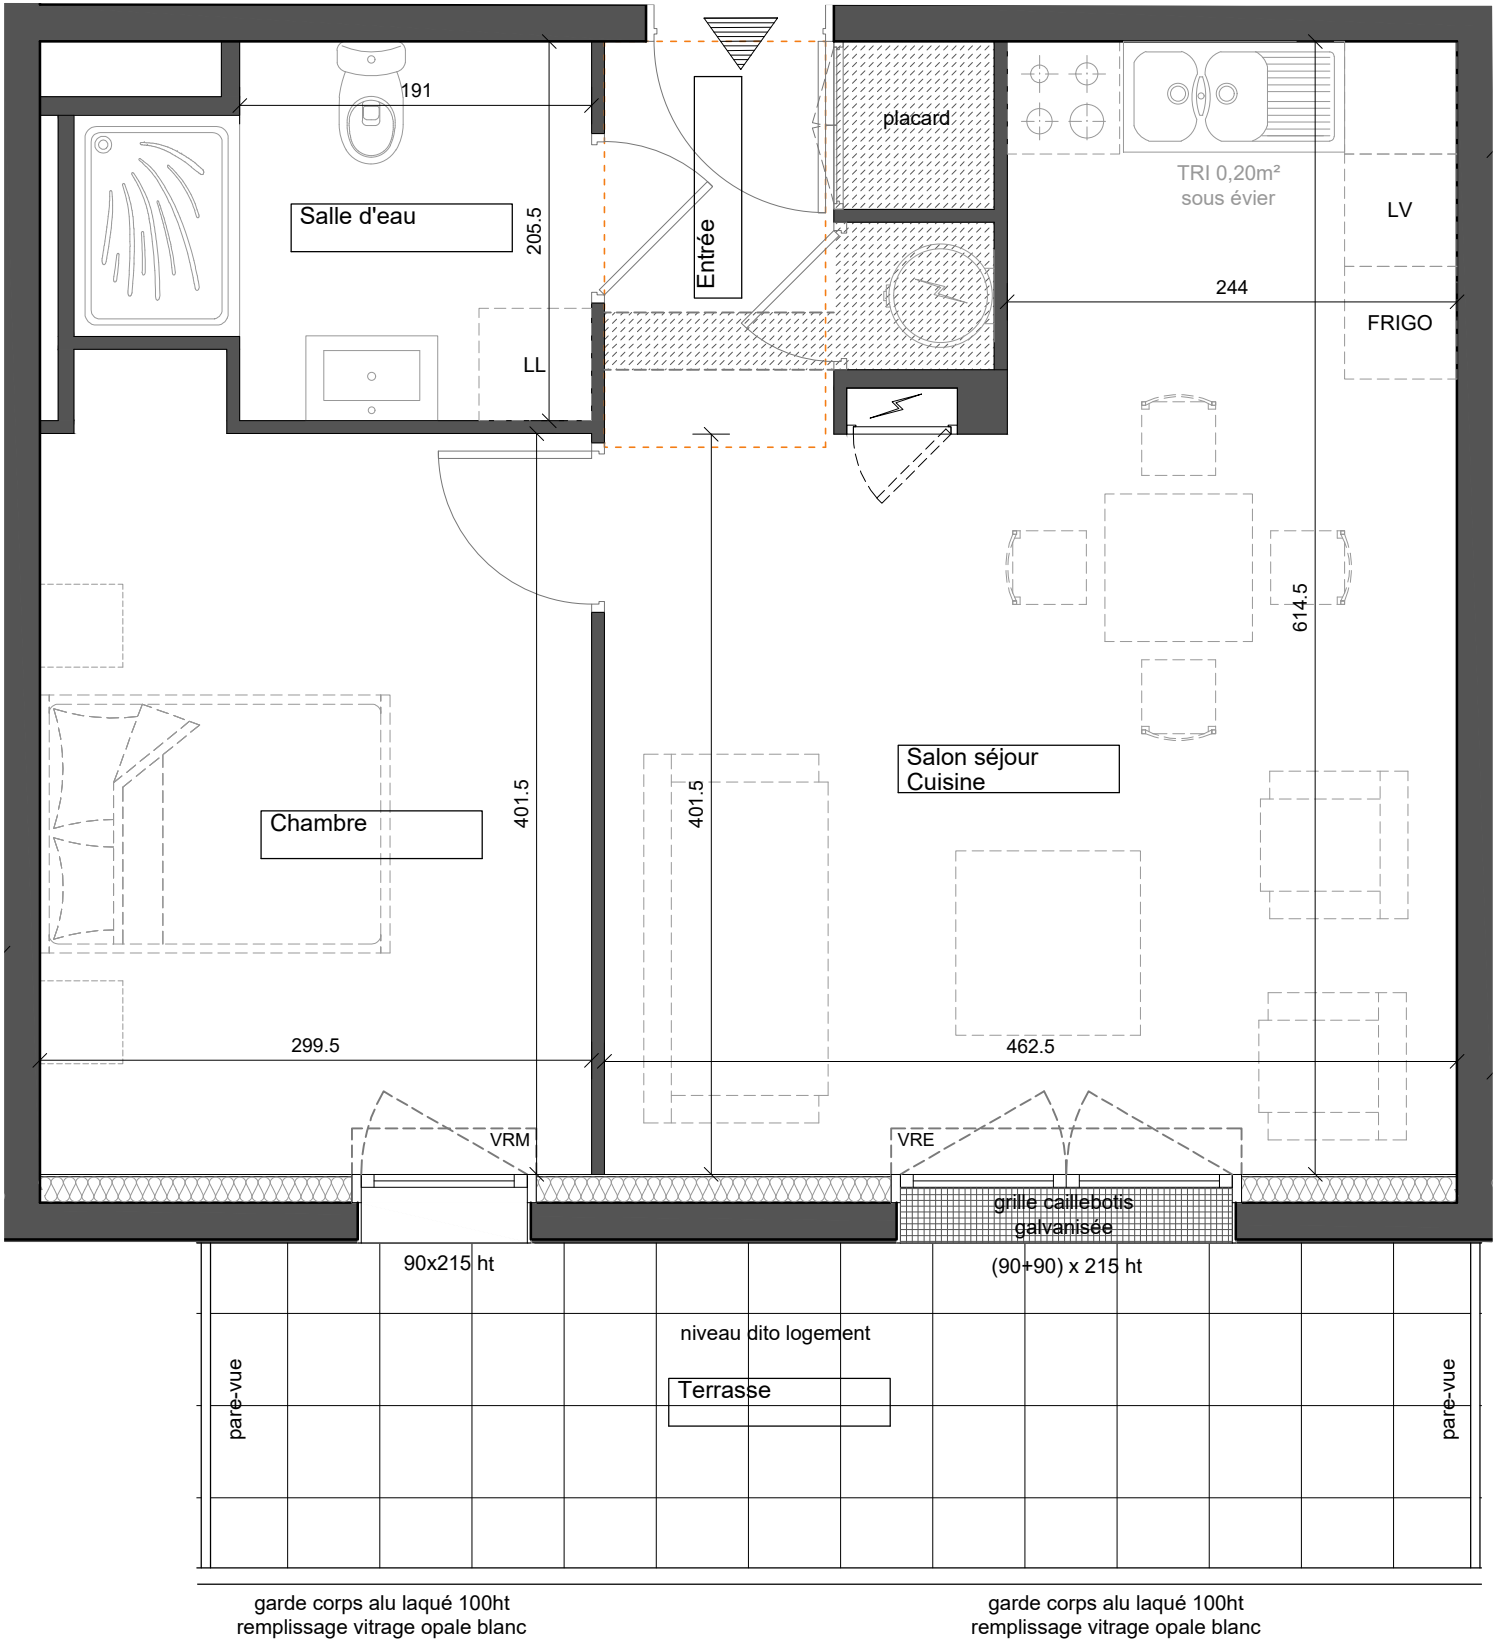 191
placard
TRI 0,20m²
sous évier
LV
Salle d'eau
205.5
Entrée
244
FRIGO
LL
614.5
Salon séjour
Cuisine
401.5
401.5
Chambre
299.5
462.5
VRM
VRE
grille caillebotis
galvanisée
90x215 ht
(90+90) x 215 ht
niveau dito logement
Terrasse
pare-vue
pare-vue
garde corps alu laqué 100ht
remplissage vitrage opale blanc
garde corps alu laqué 100ht
remplissage vitrage opale blanc